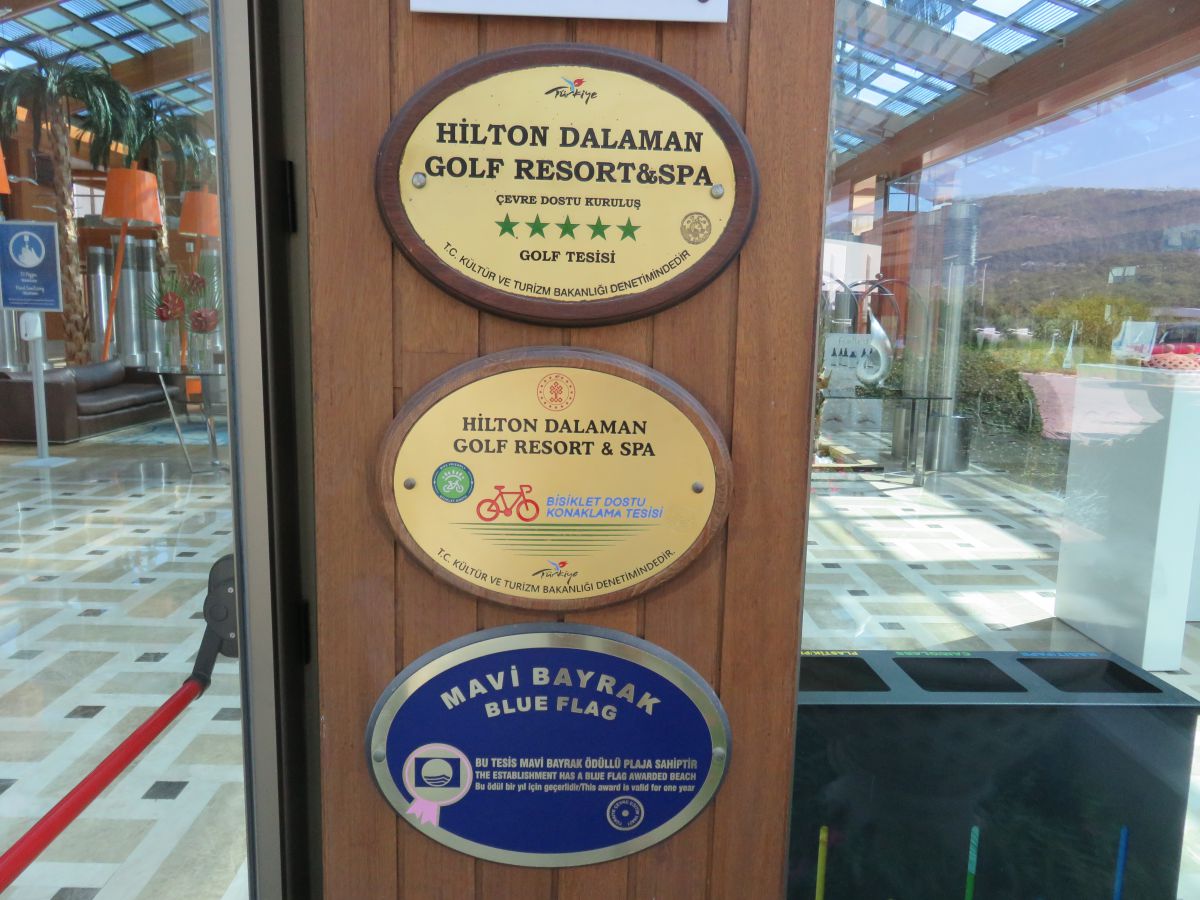 Türkiye
HİLTON DALAMAN
GOLF RESORT&SPA
ÇEVRE DOSTU KURULUŞ
GOLF TESİSİ
T.C. KÜLTÜR VE TURİZM BAKANLIĞI DENETİMİNDEDİR
HİLTON DALAMAN
GOLF RESORT & SPA
BİSİKLET DOSTU
KONAKLAMA TESİSİ
Türkiye
T.C. KÜLTÜR VE TURİZM BAKANLIĞI DENETİMİNDEDİR.
MAVİ BAYRAK
BLUE FLAG
BU TESİS MAVİ BAYRAK ÖDÜLLÜ PLAJA SAHİPTİR
THE ESTABLISHMENT HAS A BLUE FLAG AWARDED BEACH
Bu ödül bir yıl için geçerlidir/This award is valid for one year